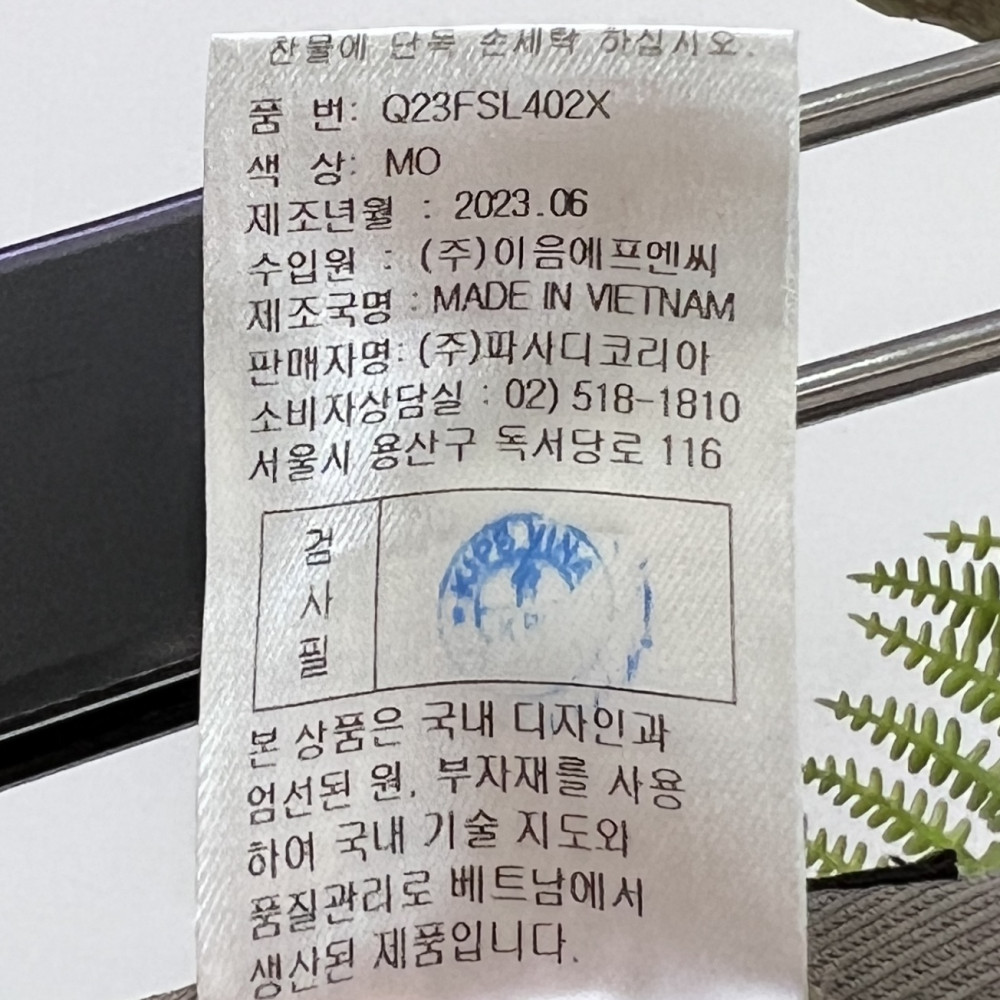 찬물에 단독 손세탁 하십시오.
품 번: Q23FSL402X
색 상: MO
제조년월 : 2023.06
수입원 : (주)이음에프엔씨
제조국명 : MADE IN VIETNAM
판매자명: (주)파사디코리아
소비자상담실 : 02) 518-1810
서울시 용산구 독서당로 116
검
사
필
본 상품은 국내 디자인과
엄선된 원, 부자재를 사용
하여 국내 기술 지도와
품질관리로 베트남에서
생산된 제품입니다.